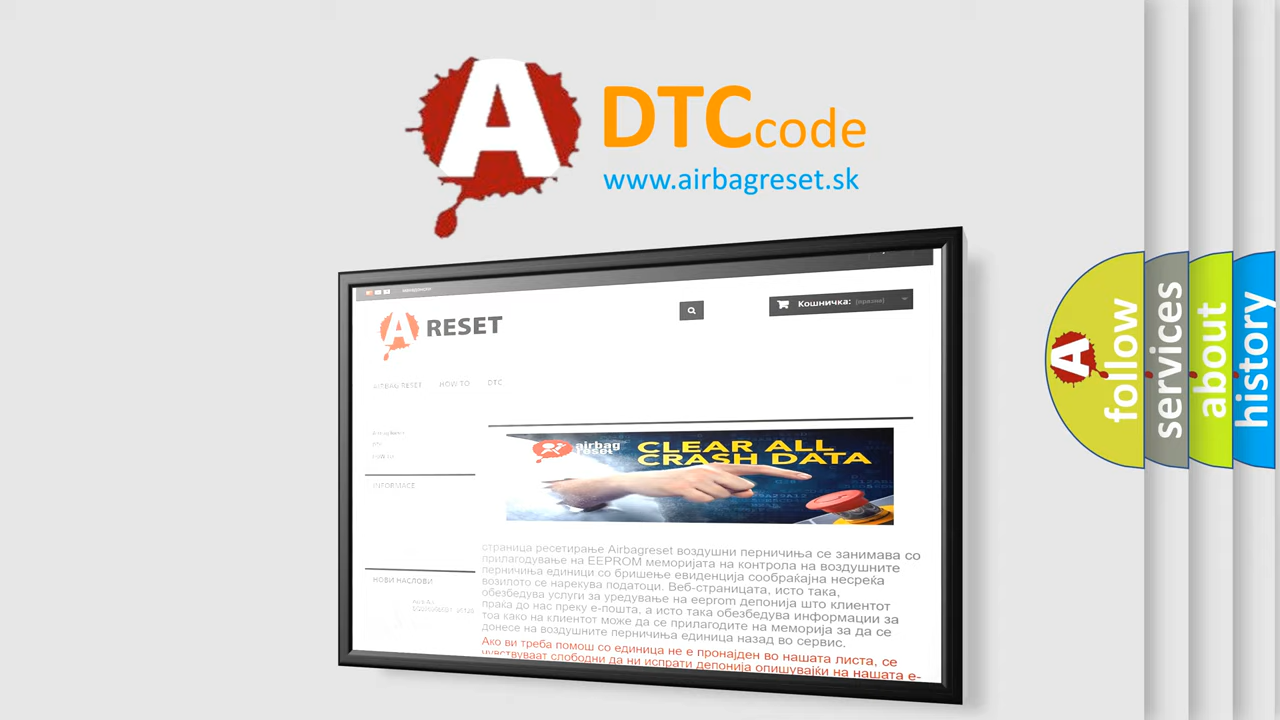 A DTC code
www.airbagreset.sk
A RESET
Кошничка: (празни)
AIRBAG RESET HOW TO DTC
airbag reset
CLEAR ALL
CRASH DATA
INFORMACE
НОВИ НАСЛОВИ
страница ресетирање Airbagreset воздушни перничиња се занимава со
прилагодување на EEPROM меморијата на контрола на воздушните
перничиња единици со бришење евиденција сообраќајна несреќа
возилото се нарекува податоци. Веб-страницата, исто така,
обезбедува услуги за уредување на eeprom депонија што клиентот
праќа до нас преку е-пошта, а исто така обезбедува информации за
тоа како на клиентот може да се прилагодите на меморија за да се
донесе на воздушните перничиња единица назад во сервис.
Ако ви треба помош со единица не е пронајден во нашата листа, се
чувствуваат слободни да ни испрати депонија опишувајќи на нашата е-
A follow
services
about
history